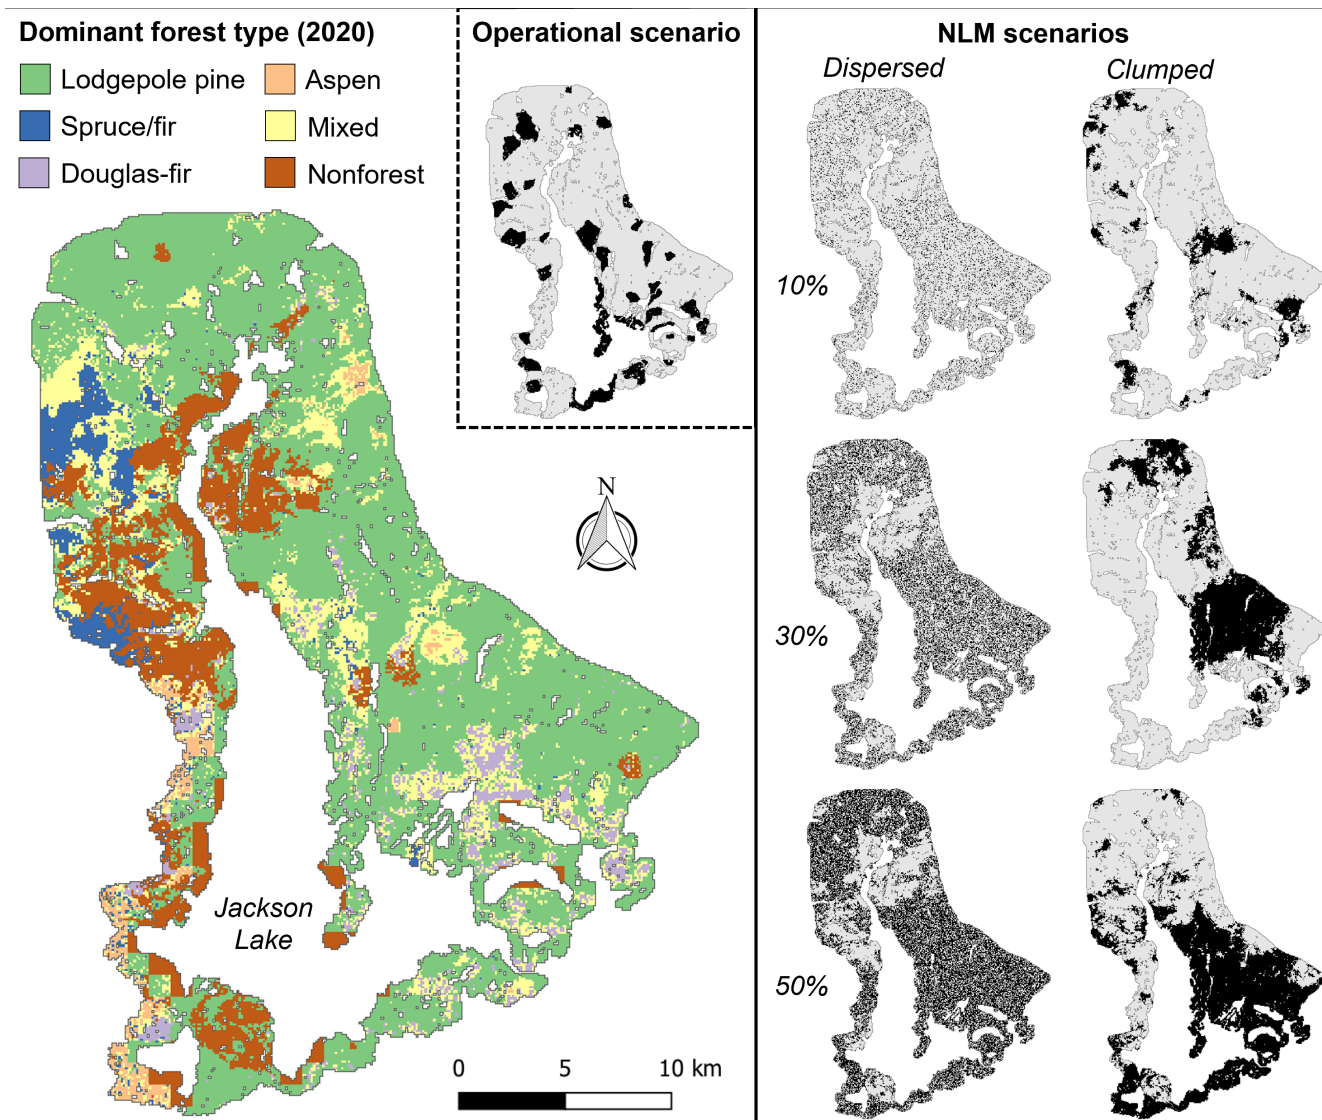 Dominant forest type (2020)
Lodgepole pine
Aspen
Spruce/fir
Mixed
Douglas-fir
Nonforest
Operational scenario
NLM scenarios
Dispersed
Clumped
10%
30%
50%
N
Jackson
Lake
0 5 10 km